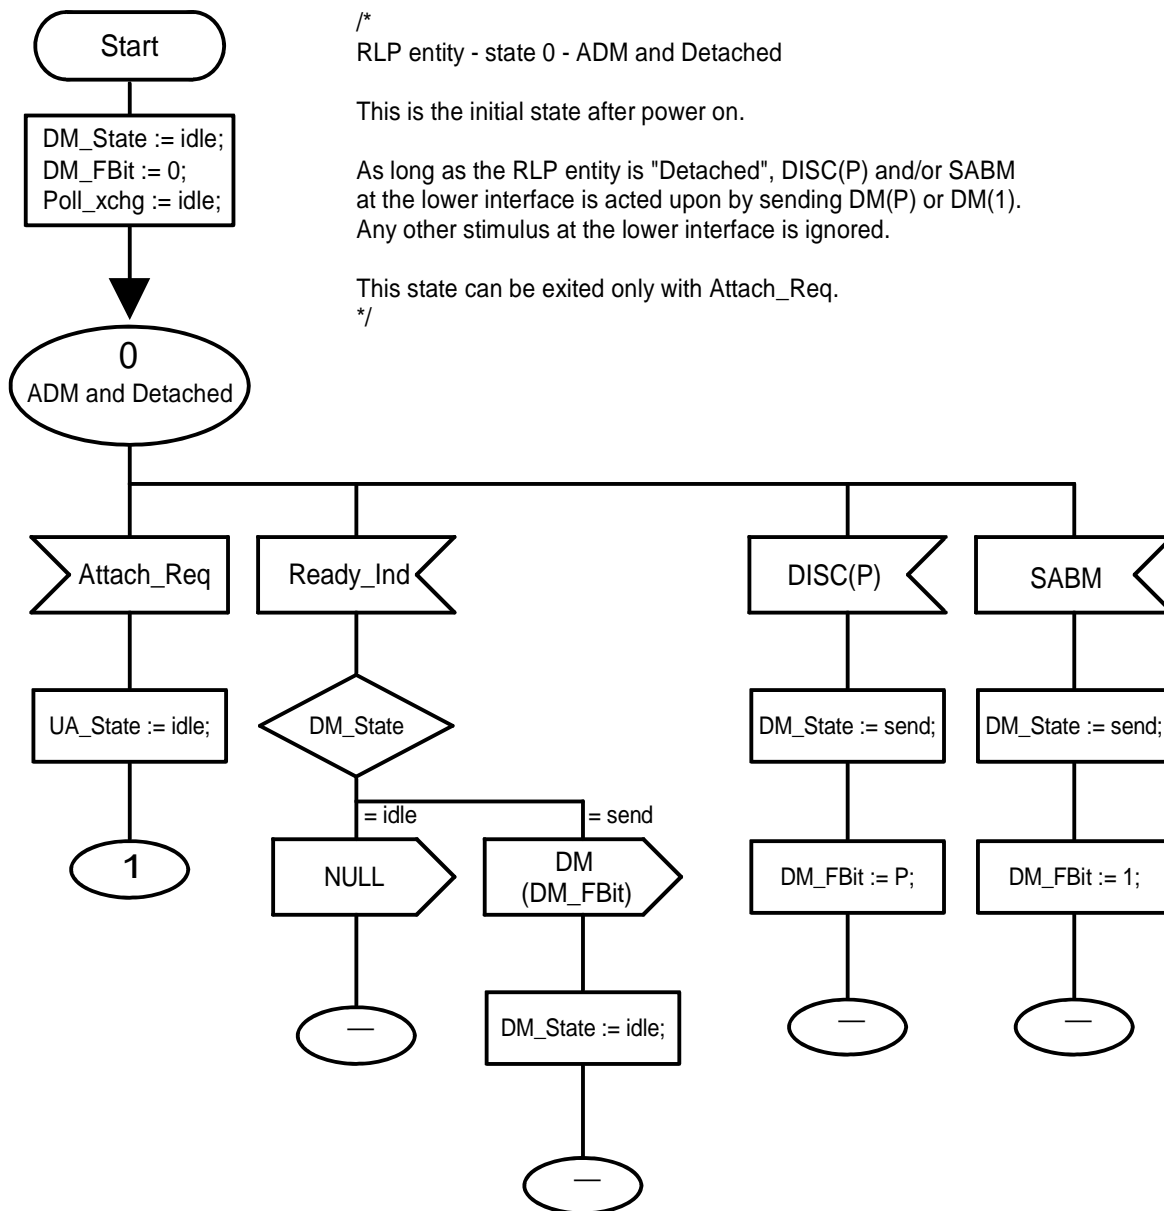 Start
/*
RLP entity - state 0 - ADM and Detached
This is the initial state after power on.
As long as the RLP entity is "Detached", DISC(P) and/or SABM
at the lower interface is acted upon by sending DM(P) or DM(1).
Any other stimulus at the lower interface is ignored.
This state can be exited only with Attach_Req.
*/
DM_State := idle;
DM_FBit := 0;
Poll_xchg := idle;
0
ADM and Detached
Attach_Req
Ready_Ind
DISC(P)
SABM
UA_State := idle;
DM_State
DM_State := send;
DM_State := send;
= idle
= send
1
NULL
DM
(DM_FBit)
DM_FBit := P;
DM_FBit := 1;
—
DM_State := idle;
—
—
—